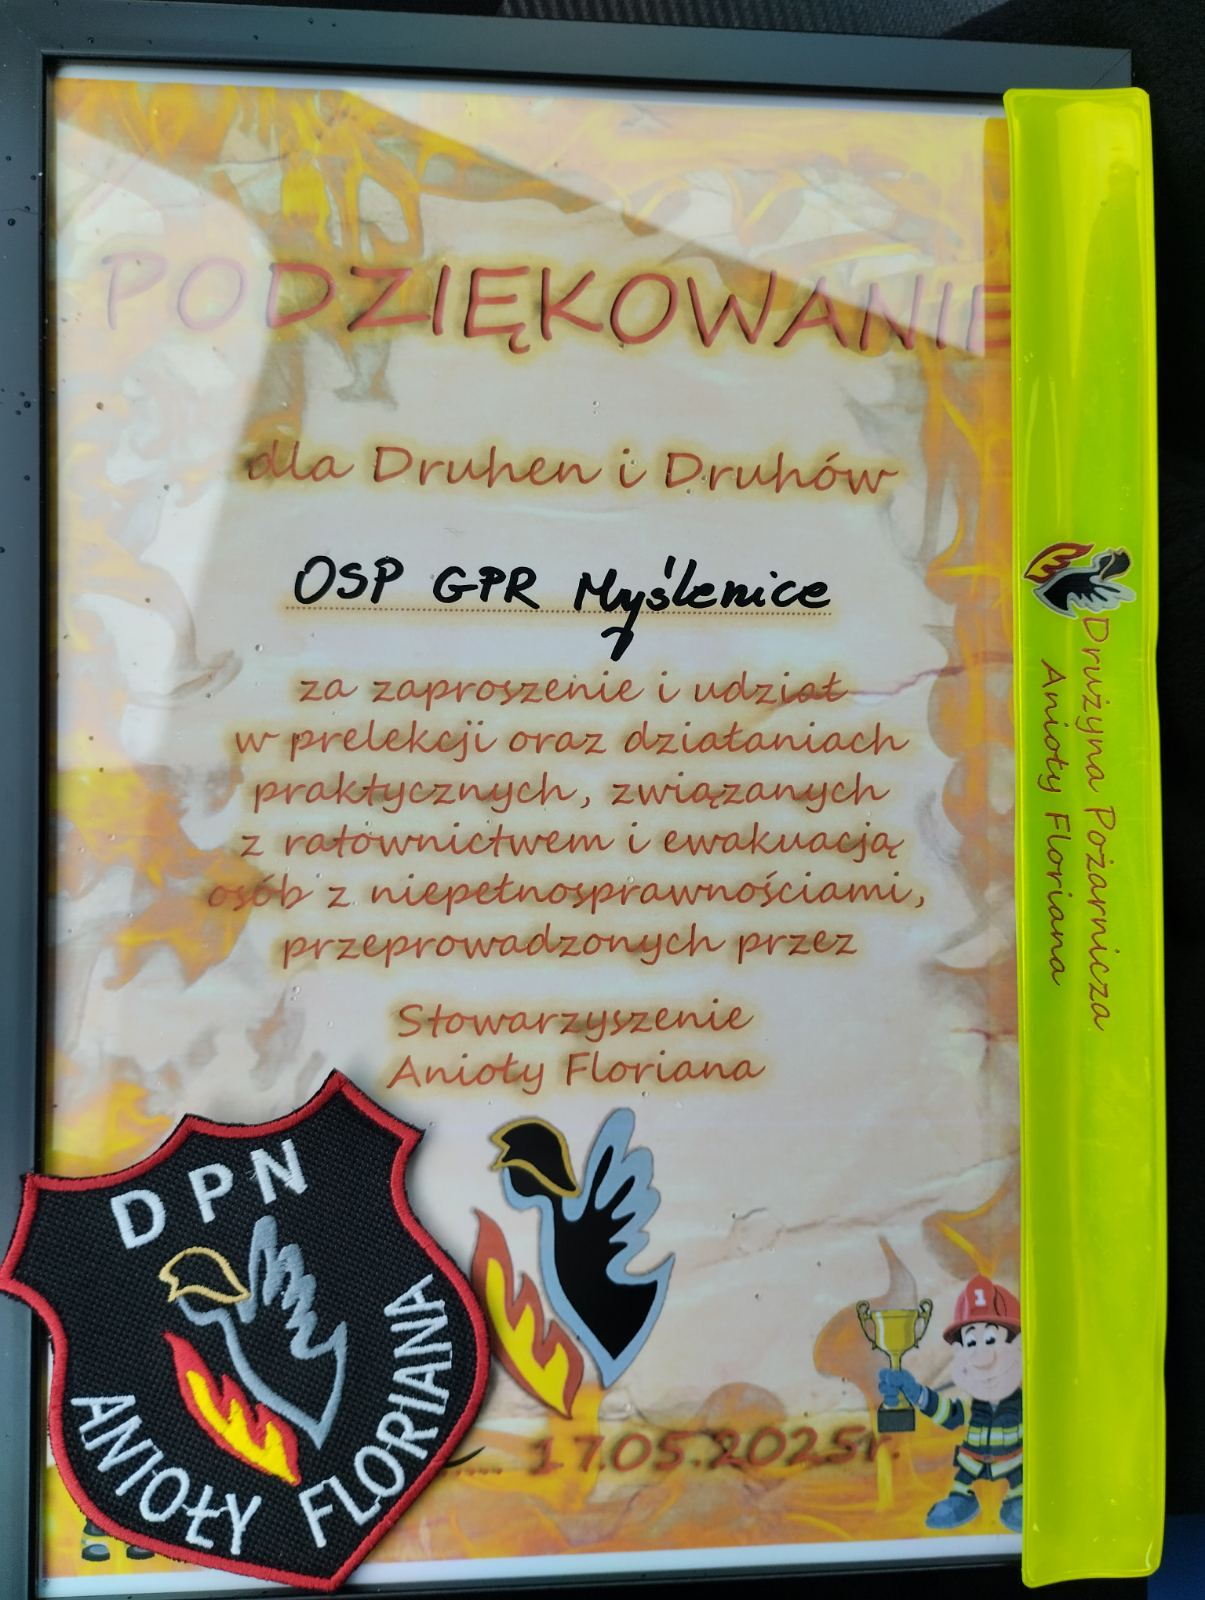 PODZIĘKOWANIE
dla Druhen i Druhów
OSP GPR Myślenice
za zaproszenie i udział
w prelekcji oraz działaniach
praktycznych, związanych
z ratownictwem i ewakuacją
osób z niepełnosprawnościami,
przeprowadzonych przez
Stowarzyszenie
Anioły Floriana
..... 17.05.2025r.
1
DPN
ANIOŁY FLORIANA
Drużyna Pożarnicza
Anioły Floriana